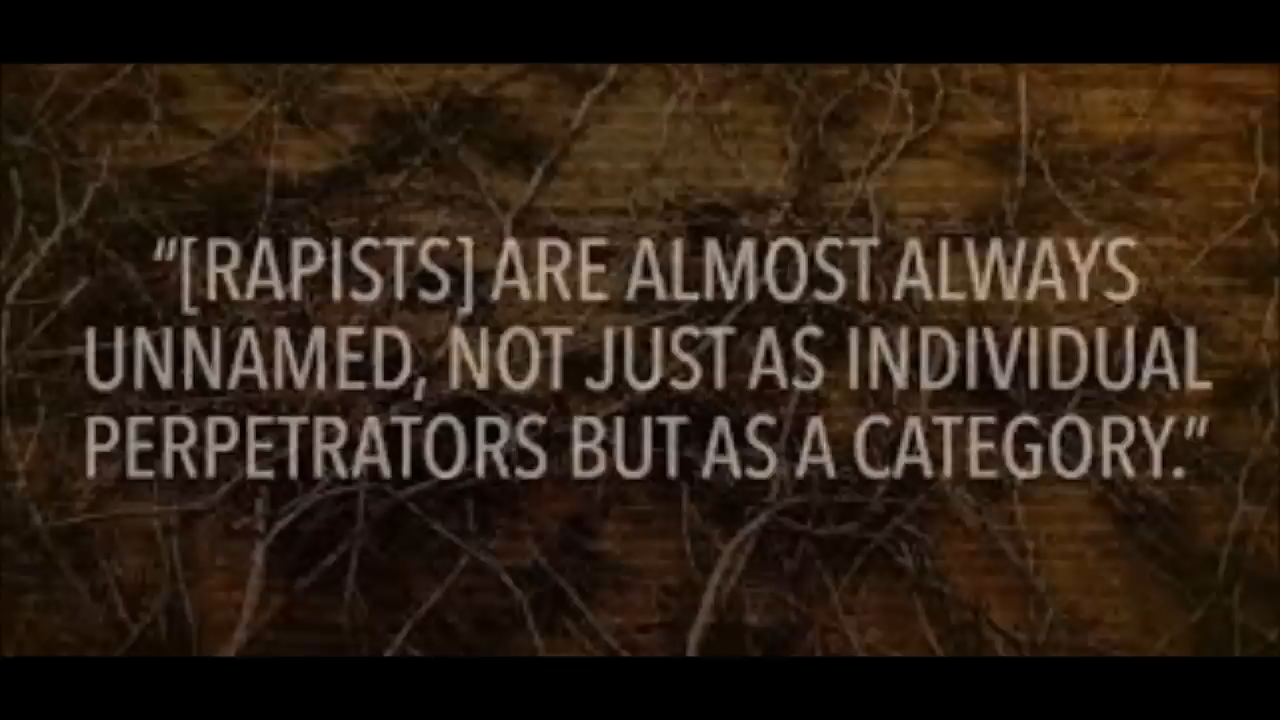 “[RAPISTS] ARE ALMOST ALWAYS
UNNAMED, NOT JUST AS INDIVIDUAL
PERPETRATORS BUT AS A CATEGORY.”